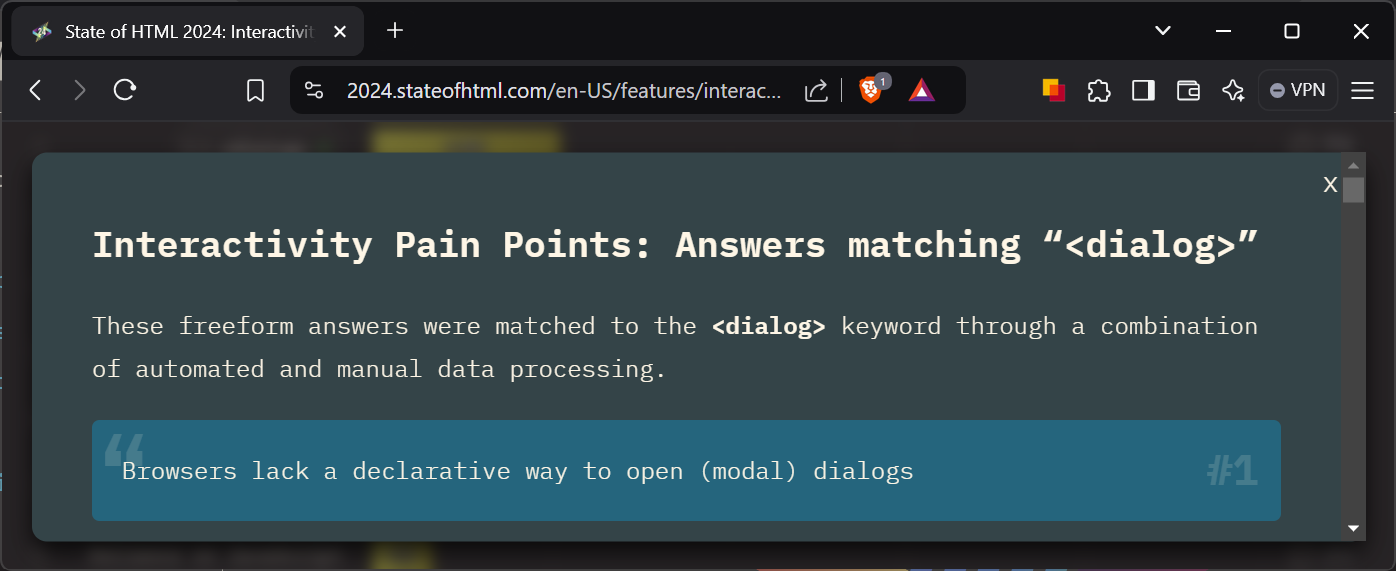 State of HTML 2024: Interactivit
2024.stateofhtml.com/en-US/features/interac...
1
VPN
X
Interactivity Pain Points: Answers matching “<dialog>”
These freeform answers were matched to the <dialog> keyword through a combination
of automated and manual data processing.
“
Browsers lack a declarative way to open (modal) dialogs
#1